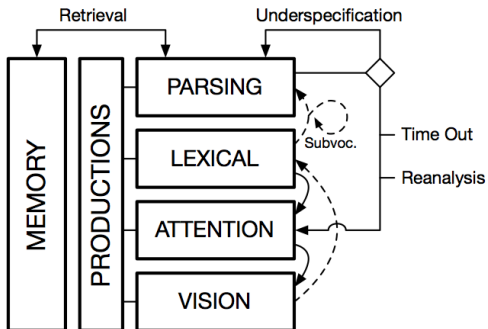 Retrieval
Underspecification
PARSING
LEXICAL
ATTENTION
VISION
MEMORY
PRODUCTIONS
Subvoc.
Time Out
Reanalysis